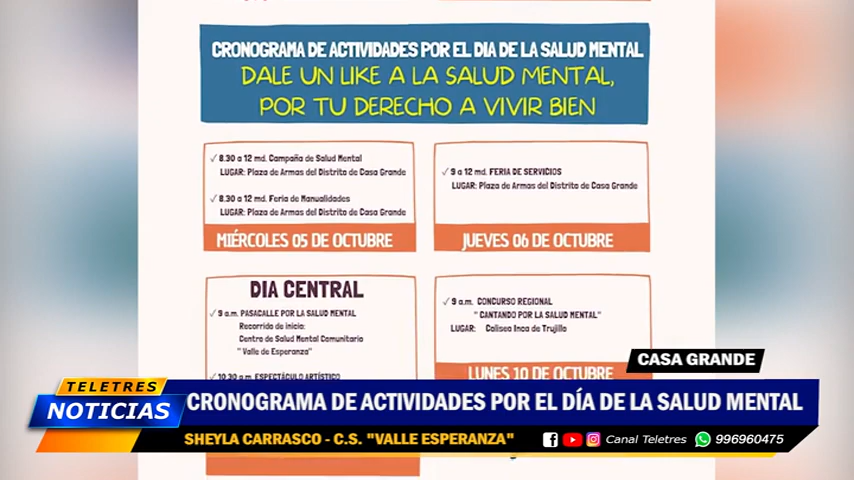 CRONOGRAMA DE ACTIVIDADES POR EL DIA DE LA SALUD MENTAL
DALE UN LIKE A LA SALUD MENTAL,
POR TU DERECHO A VIVIR BIEN
✓8.30 a 12 md. Campaña de Salud Mental
LUGAR: Plaza de Armas del Distrito de Casa Grande
✓8.30 a 12 md. Feria de Manualidades
LUGAR: Plaza de Armas del Distrito de Casa Grande
MIÉRCOLES 05 DE OCTUBRE
✓9 a 12 md. FERIA DE SERVICIOS
LUGAR: Plaza de Armas del Distrito de Casa Grande
JUEVES 06 DE OCTUBRE
DIA CENTRAL
✓9 a.m. PASACALLE POR LA SALUD MENTAL
Recorrido de inicio:
Centro de Salud Mental Comunitario
"Valle de Esperanza"
✓10.30 a.m. ESPECTÁCULO ARTÍSTICO
✓9 a.m. CONCURSO REGIONAL
" CANTANDO POR LA SALUD MENTAL"
LUGAR: Coliseo Inca de Trujillo
LUNES 10 DE OCTUBRE
CASA GRANDE
TELETRES
NOTICIAS
CRONOGRAMA DE ACTIVIDADES POR EL DÍA DE LA SALUD MENTAL
SHEYLA CARRASCO - C.S. "VALLE ESPERANZA"
Canal Teletres
996960475